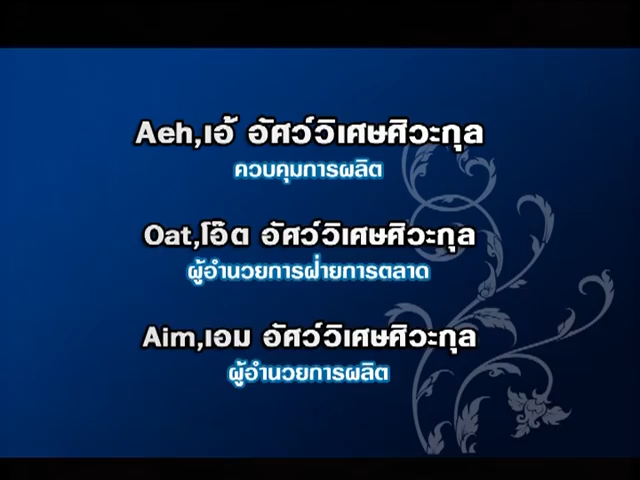 Aeh,เอ้ อัศว์วิเศษศิวะกุล
ควบคุมการผลิต
Oat,โอ๊ต อัศว์วิเศษศิวะกุล
ผู้อำนวยการฝ่ายการตลาด
Aim,เอม อัศว์วิเศษศิวะกุล
ผู้อำนวยการผลิต